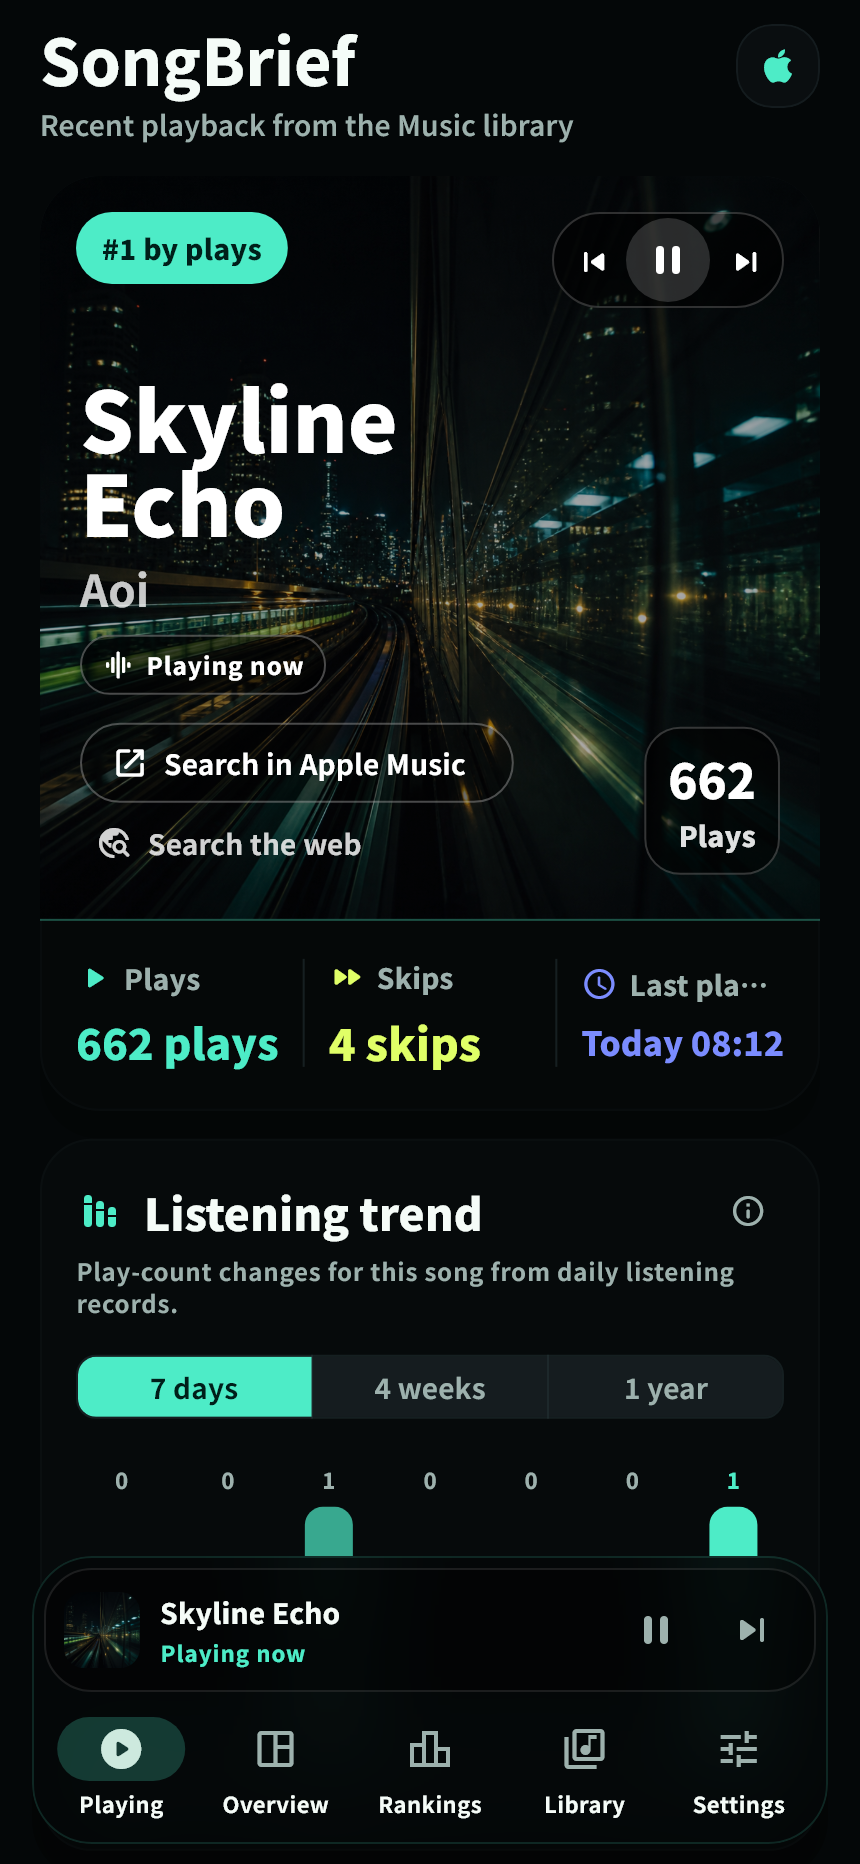 SongBrief
Recent playback from the Music library
#1 by plays
Skyline
Echo
Aoi
Playing now
Search in Apple Music
Search the web
662
Plays
Plays
662 plays
Skips
4 skips
Last pla···
Today 08:12
Listening trend
Play-count changes for this song from daily listening
records.
7 days
4 weeks
1 year
0 0 1 0 0 0 1
Skyline Echo
Playing now
Playing
Overview
Rankings
Library
Settings